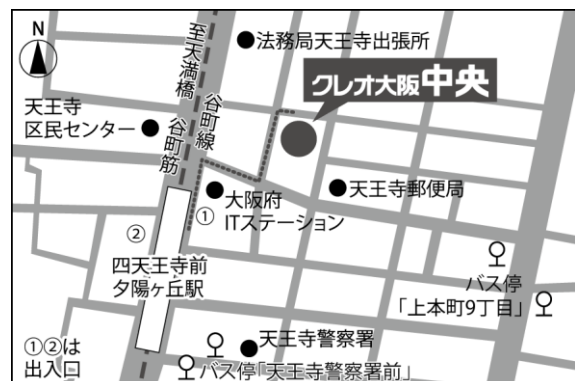 N
至天満橋
谷町線
谷町筋
法務局天王寺出張所
クレオ大阪中央
天王寺
区民センター
大阪府
ITステーション
天王寺郵便局
①
②
四天王寺前
夕陽ヶ丘駅
バス停
「上本町9丁目」
天王寺警察署
バス停「天王寺警察署前」
①②は
出入口